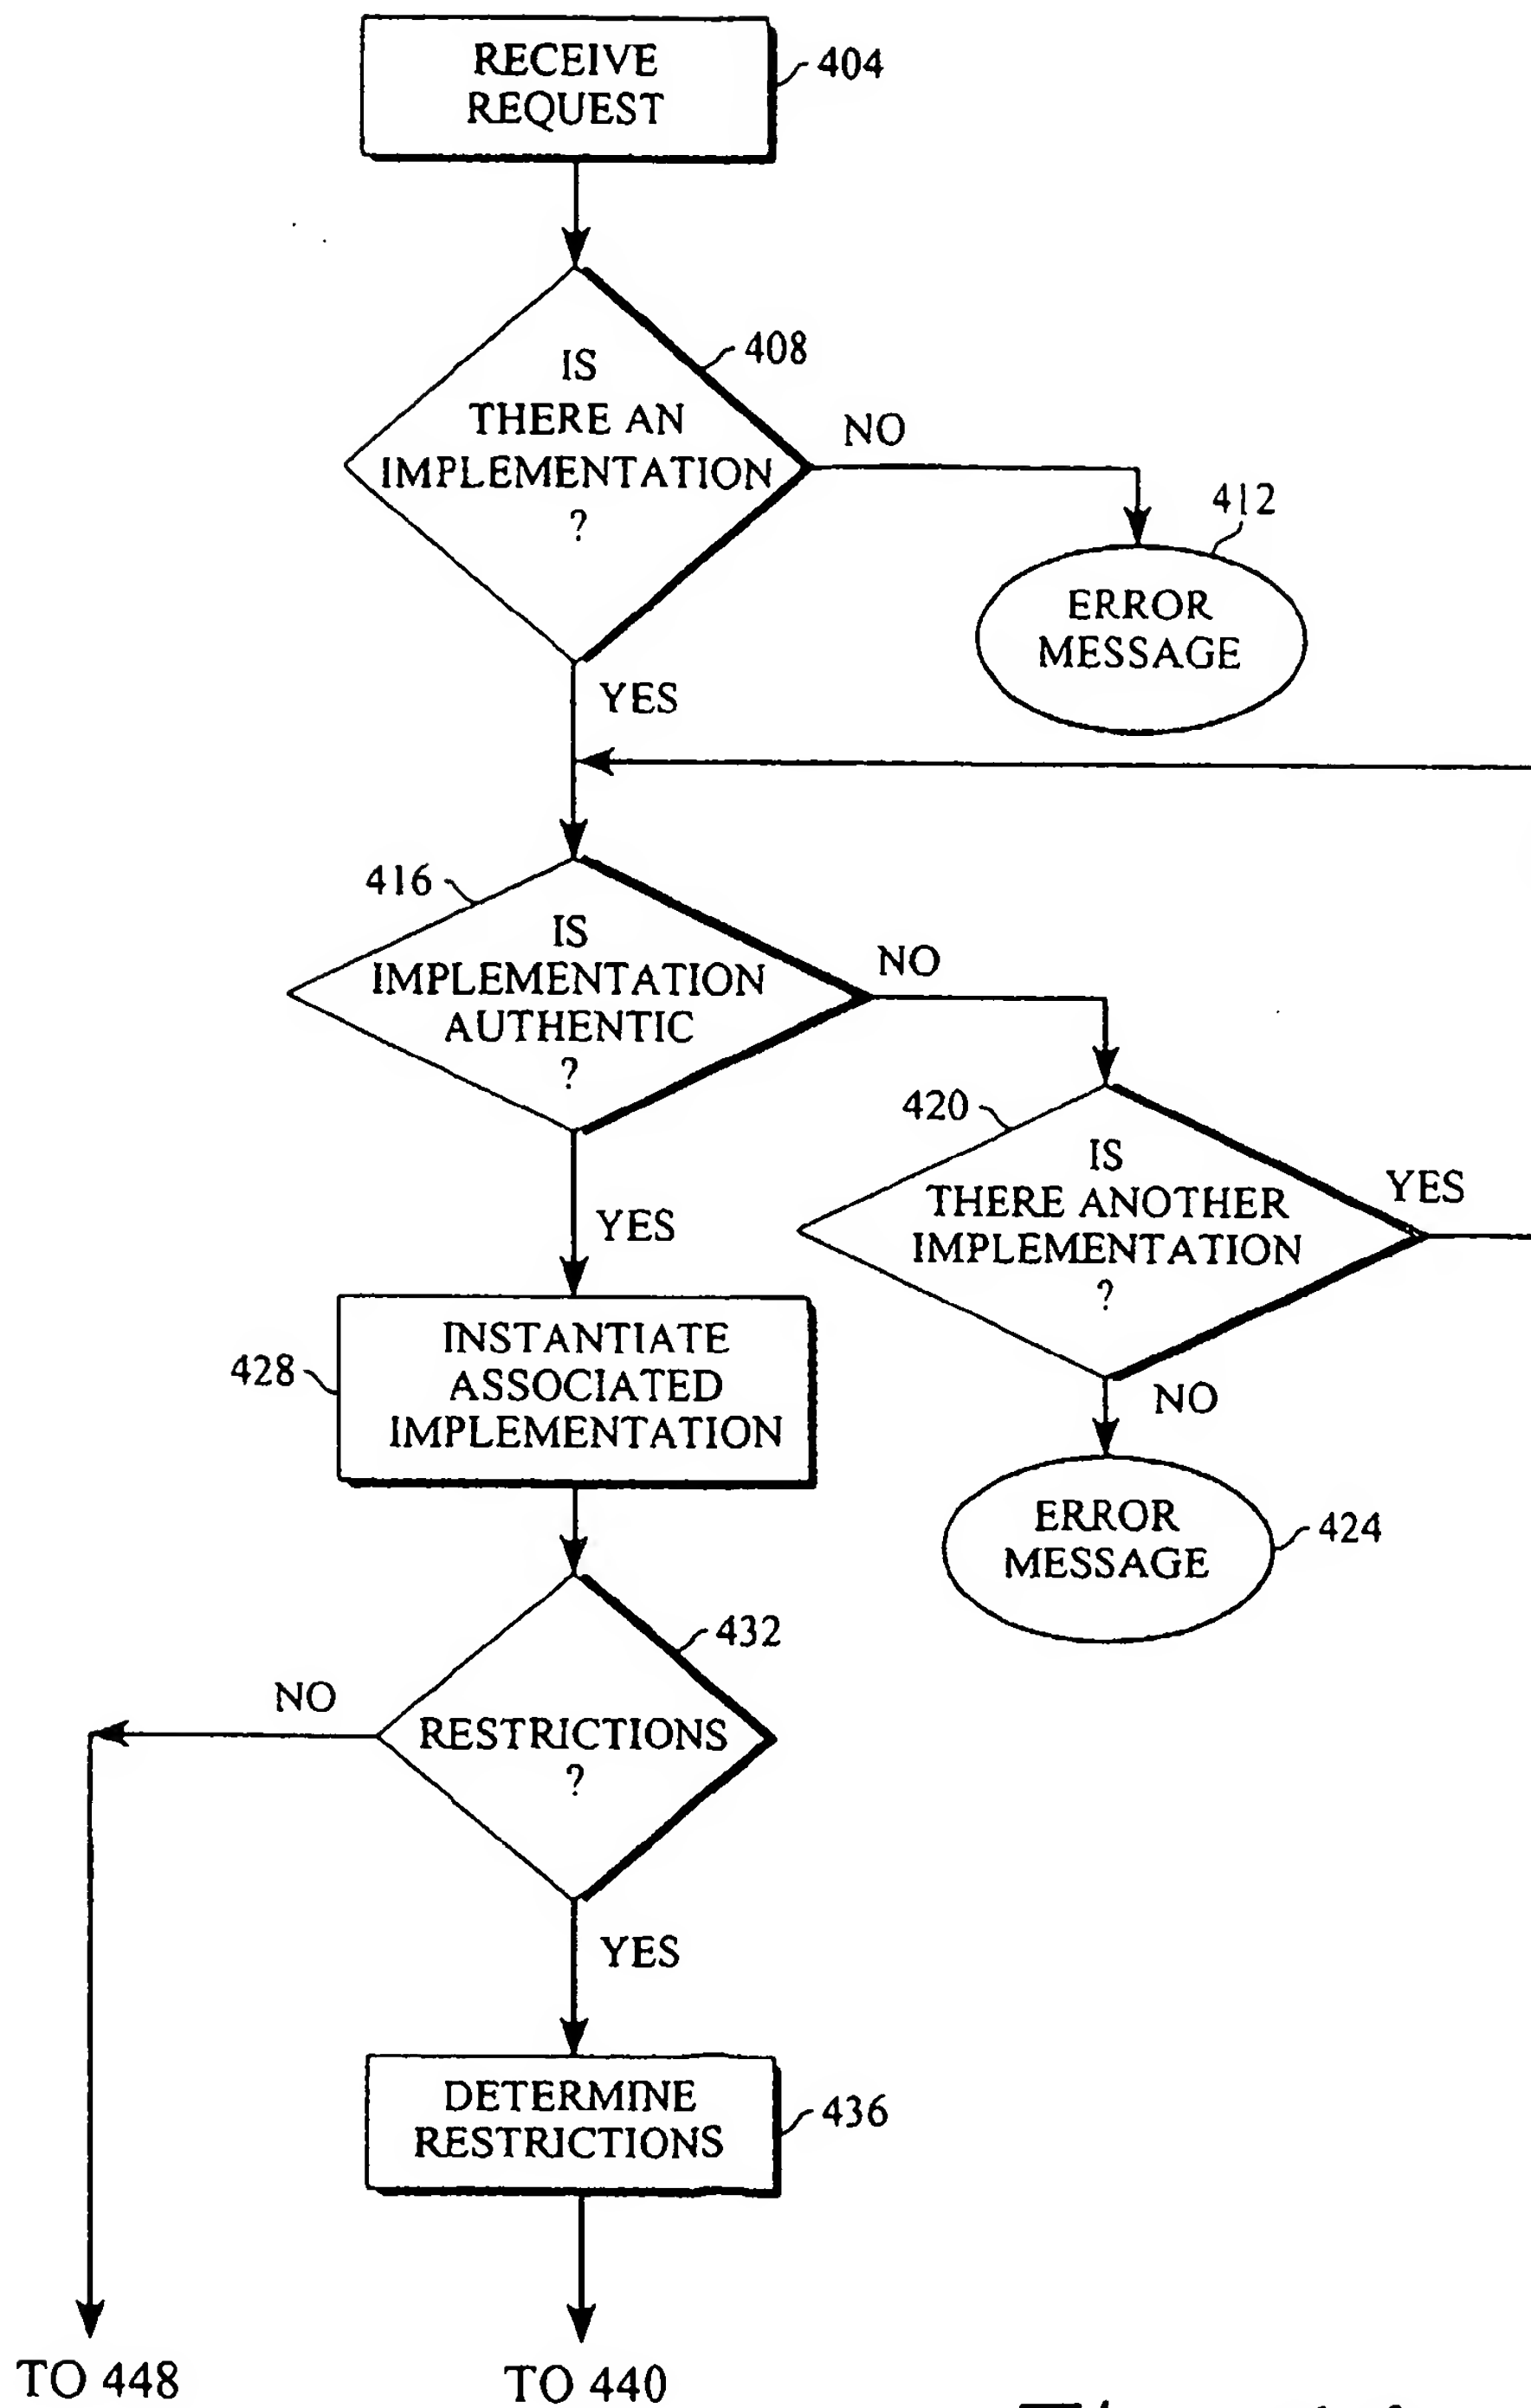 RECEIVE
REQUEST
404
IS
THERE AN
IMPLEMENTATION
?
408
NO
412
ERROR
MESSAGE
YES
416
IS
IMPLEMENTATION
AUTHENTIC
?
NO
420
IS
THERE ANOTHER
IMPLEMENTATION
?
YES
YES
428
INSTANTIATE
ASSOCIATED
IMPLEMENTATION
NO
ERROR
MESSAGE
424
432
NO
RESTRICTIONS
?
YES
DETERMINE
RESTRICTIONS
436
TO 448
TO 440